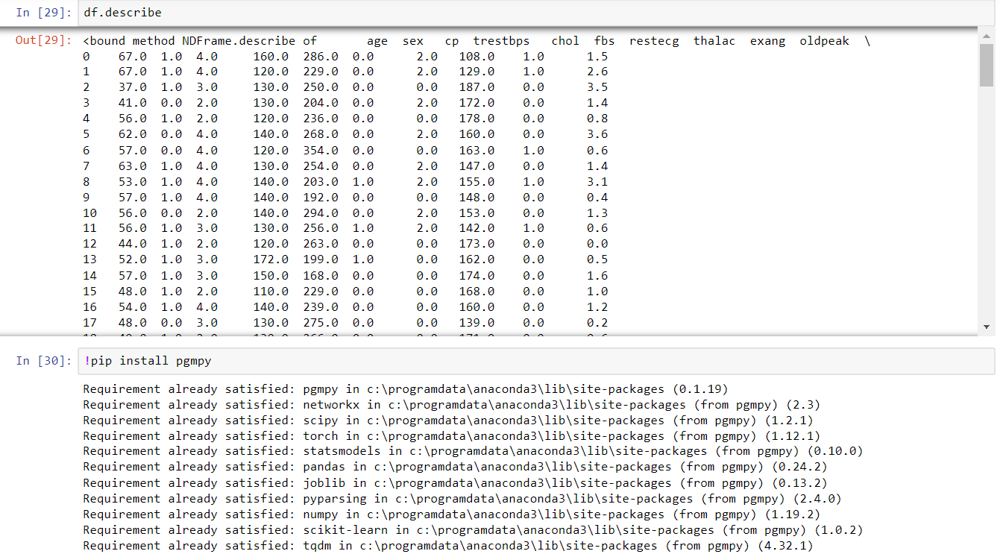 In [29]: df.describe
Out[29]: <bound method NDFrame.describe of       age  sex   cp  trestbps   chol  fbs  restecg  thalac  exang  oldpeak  \
0    67.0  1.0  4.0     160.0  286.0  0.0      2.0   108.0    1.0      1.5
1    67.0  1.0  4.0     120.0  229.0  0.0      2.0   129.0    1.0      2.6
2    37.0  1.0  3.0     130.0  250.0  0.0      0.0   187.0    0.0      3.5
3    41.0  0.0  2.0     130.0  204.0  0.0      2.0   172.0    0.0      1.4
4    56.0  1.0  2.0     120.0  236.0  0.0      0.0   178.0    0.0      0.8
5    62.0  0.0  4.0     140.0  268.0  0.0      2.0   160.0    0.0      3.6
6    57.0  0.0  4.0     120.0  354.0  0.0      0.0   163.0    1.0      0.6
7    63.0  1.0  4.0     130.0  254.0  0.0      2.0   147.0    0.0      1.4
8    53.0  1.0  4.0     140.0  203.0  1.0      2.0   155.0    1.0      3.1
9    57.0  1.0  4.0     140.0  192.0  0.0      0.0   148.0    0.0      0.4
10   56.0  0.0  2.0     140.0  294.0  0.0      2.0   153.0    0.0      1.3
11   56.0  1.0  3.0     130.0  256.0  1.0      2.0   142.0    1.0      0.6
12   44.0  1.0  2.0     120.0  263.0  0.0      0.0   173.0    0.0      0.0
13   52.0  1.0  3.0     172.0  199.0  1.0      0.0   162.0    0.0      0.5
14   57.0  1.0  3.0     150.0  168.0  0.0      0.0   174.0    0.0      1.6
15   48.0  1.0  2.0     110.0  229.0  0.0      0.0   168.0    0.0      1.0
16   54.0  1.0  4.0     140.0  239.0  0.0      0.0   160.0    0.0      1.2
17   48.0  0.0  3.0     130.0  275.0  0.0      0.0   139.0    0.0      0.2
In [30]: !pip install pgmpy
Requirement already satisfied: pgmpy in c:\programdata\anaconda3\lib\site-packages (0.1.19)
Requirement already satisfied: networkx in c:\programdata\anaconda3\lib\site-packages (from pgmpy) (2.3)
Requirement already satisfied: scipy in c:\programdata\anaconda3\lib\site-packages (from pgmpy) (1.2.1)
Requirement already satisfied: torch in c:\programdata\anaconda3\lib\site-packages (from pgmpy) (1.12.1)
Requirement already satisfied: statsmodels in c:\programdata\anaconda3\lib\site-packages (from pgmpy) (0.10.0)
Requirement already satisfied: pandas in c:\programdata\anaconda3\lib\site-packages (from pgmpy) (0.24.2)
Requirement already satisfied: joblib in c:\programdata\anaconda3\lib\site-packages (from pgmpy) (0.13.2)
Requirement already satisfied: pyparsing in c:\programdata\anaconda3\lib\site-packages (from pgmpy) (2.4.0)
Requirement already satisfied: numpy in c:\programdata\anaconda3\lib\site-packages (from pgmpy) (1.19.2)
Requirement already satisfied: scikit-learn in c:\programdata\anaconda3\lib\site-packages (from pgmpy) (1.0.2)
Requirement already satisfied: tqdm in c:\programdata\anaconda3\lib\site-packages (from pgmpy) (4.32.1)